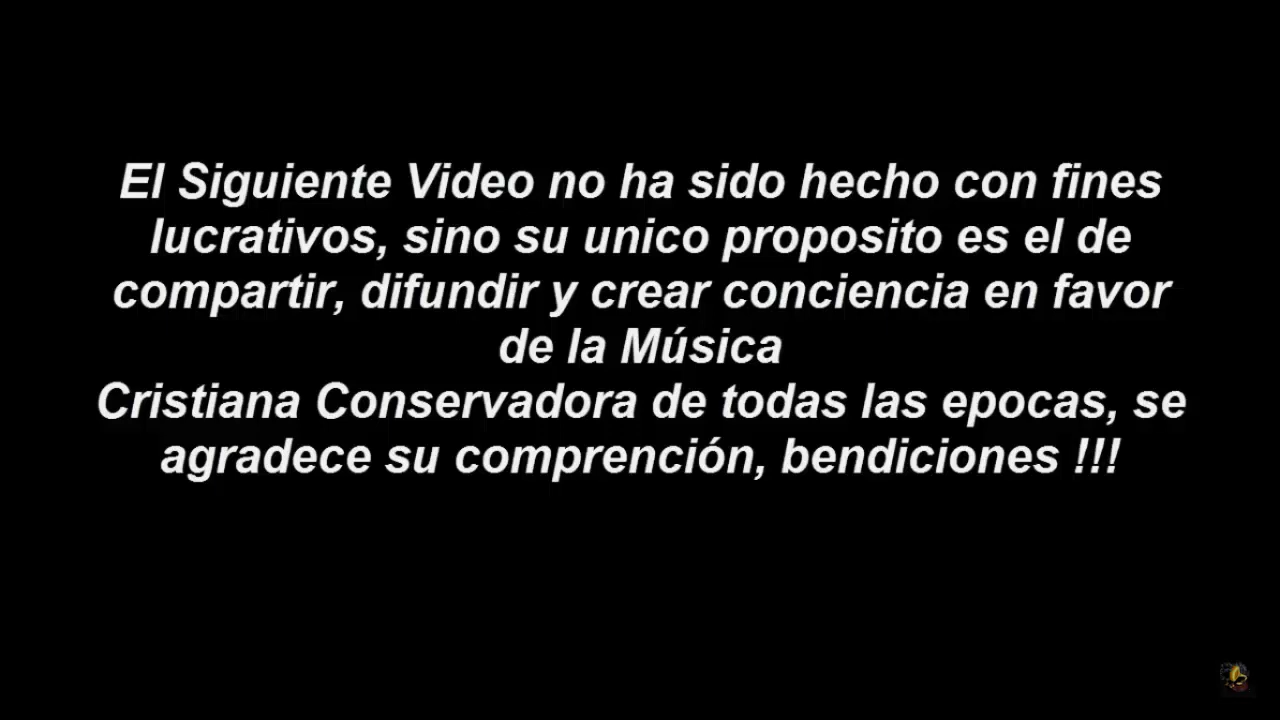 El Siguiente Video no ha sido hecho con fines
lucrativos, sino su unico proposito es el de
compartir, difundir y crear conciencia en favor
de la Música
Cristiana Conservadora de todas las epocas, se
agradece su comprención, bendiciones !!!